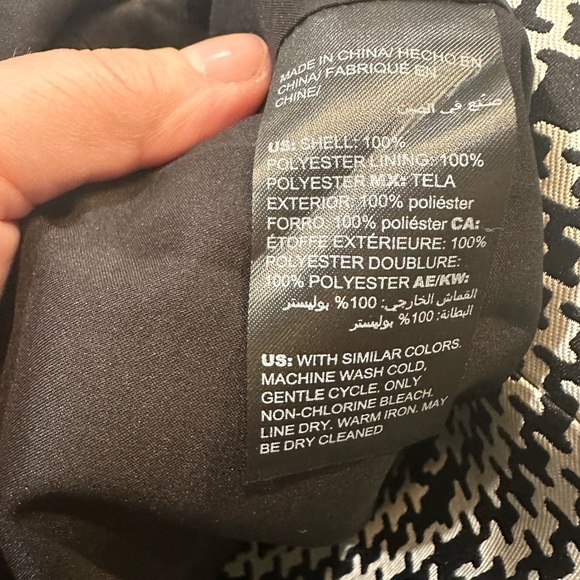 MADE IN CHINA/ HECHO EN
CHINA/ FABRIQUÉ EN
CHINE/
صنع في الصين
US: SHELL: 100%
POLYESTER LINING: 100%
POLYESTER MX: TELA
EXTERIOR: 100% poliéster
FORRO: 100% poliéster CA:
ÉTOFFE EXTÉRIEURE: 100%
POLYESTER DOUBLURE:
100% POLYESTER AE/KW:
القماش الخارجي: 100% بوليستر
البطانة: 100% بوليستر
US: WITH SIMILAR COLORS.
MACHINE WASH COLD,
GENTLE CYCLE. ONLY
NON-CHLORINE BLEACH.
LINE DRY. WARM IRON. MAY
BE DRY CLEANED